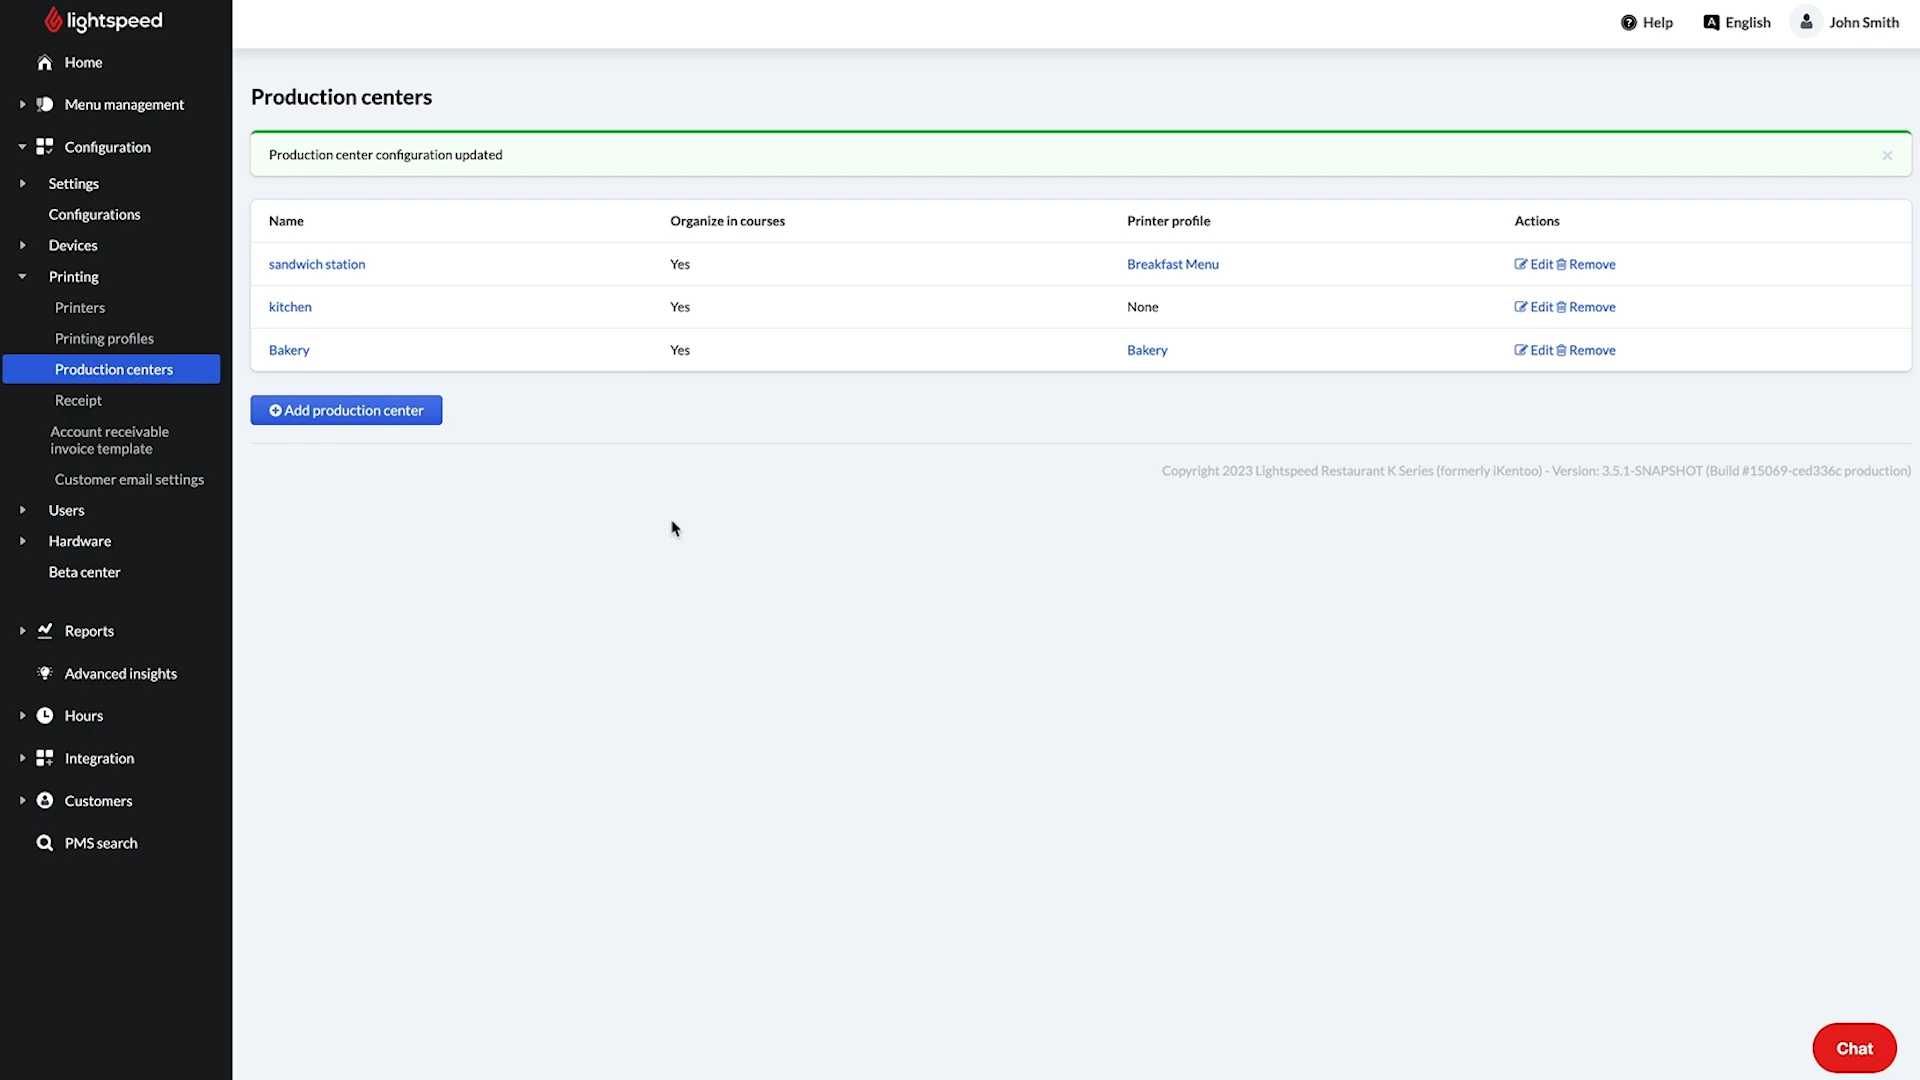 lightspeed
Help
English
John Smith
Home
Menu management
Configuration
Settings
Configurations
Devices
Printing
Printers
Printing profiles
Production centers
Receipt
Account receivable
invoice template
Customer email settings
Users
Hardware
Beta center
Reports
Advanced insights
Hours
Integration
Customers
PMS search
Production centers
Production center configuration updated
Name Organize in courses Printer profile Actions
sandwich station Yes Breakfast Menu Edit Remove
kitchen Yes None Edit Remove
Bakery Yes Bakery Edit Remove
Add production center
Copyright 2023 Lightspeed Restaurant K Series (formerly iKentoo) - Version: 3.5.1-SNAPSHOT (Build #15069-ced336c production)
Chat